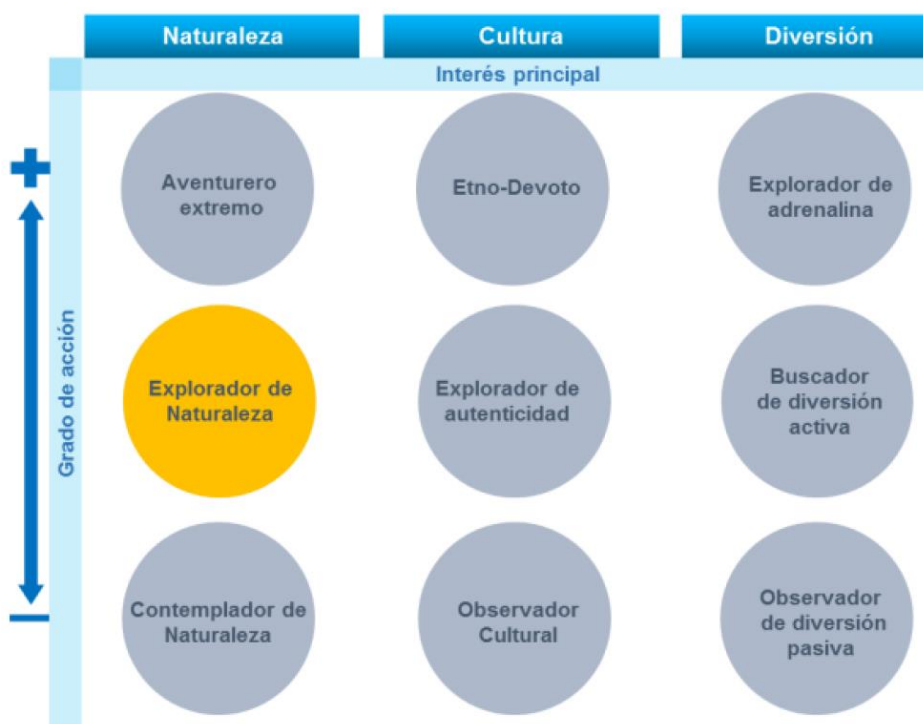 Naturaleza
Cultura
Diversión
Interés principal
Grado de acción
Aventurero
extremo
Etno-Devoto
Explorador de
adrenalina
Explorador de
Naturaleza
Explorador de
autenticidad
Buscador
de diversión
activa
Contemplador de
Naturaleza
Observador
Cultural
Observador
de diversión
pasiva